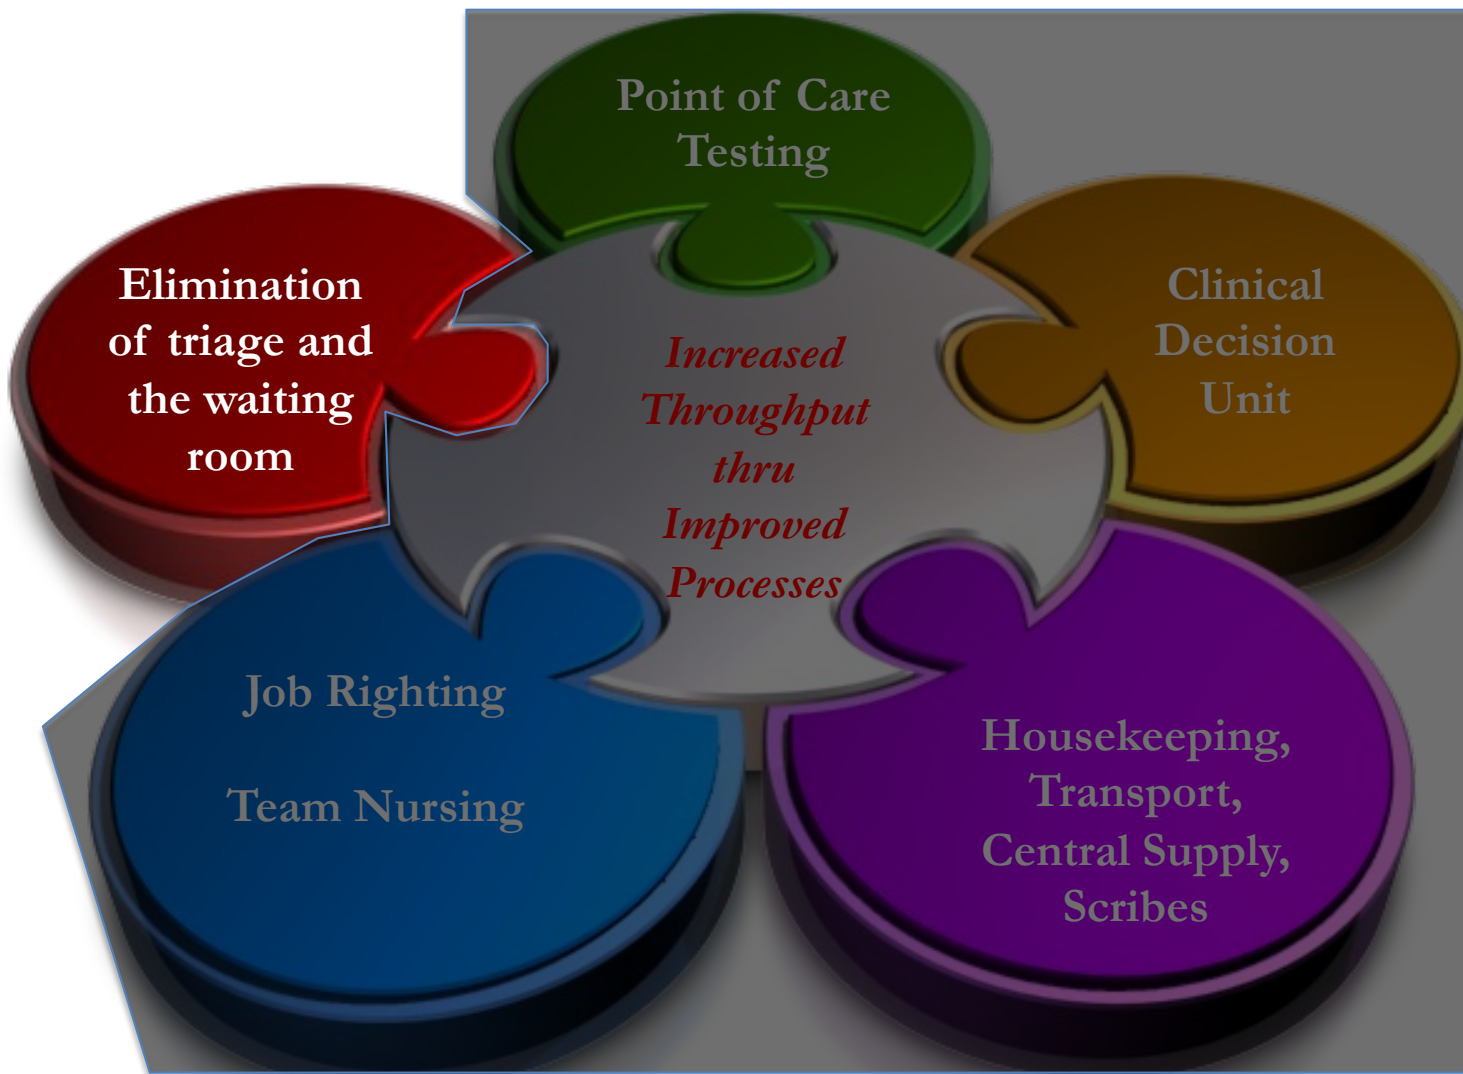 Point of Care
Testing
Elimination
of triage and
the waiting
room
Clinical
Decision
Unit
Increased
Throughput
thru
Improved
Processes
Job Righting
Team Nursing
Housekeeping,
Transport,
Central Supply,
Scribes